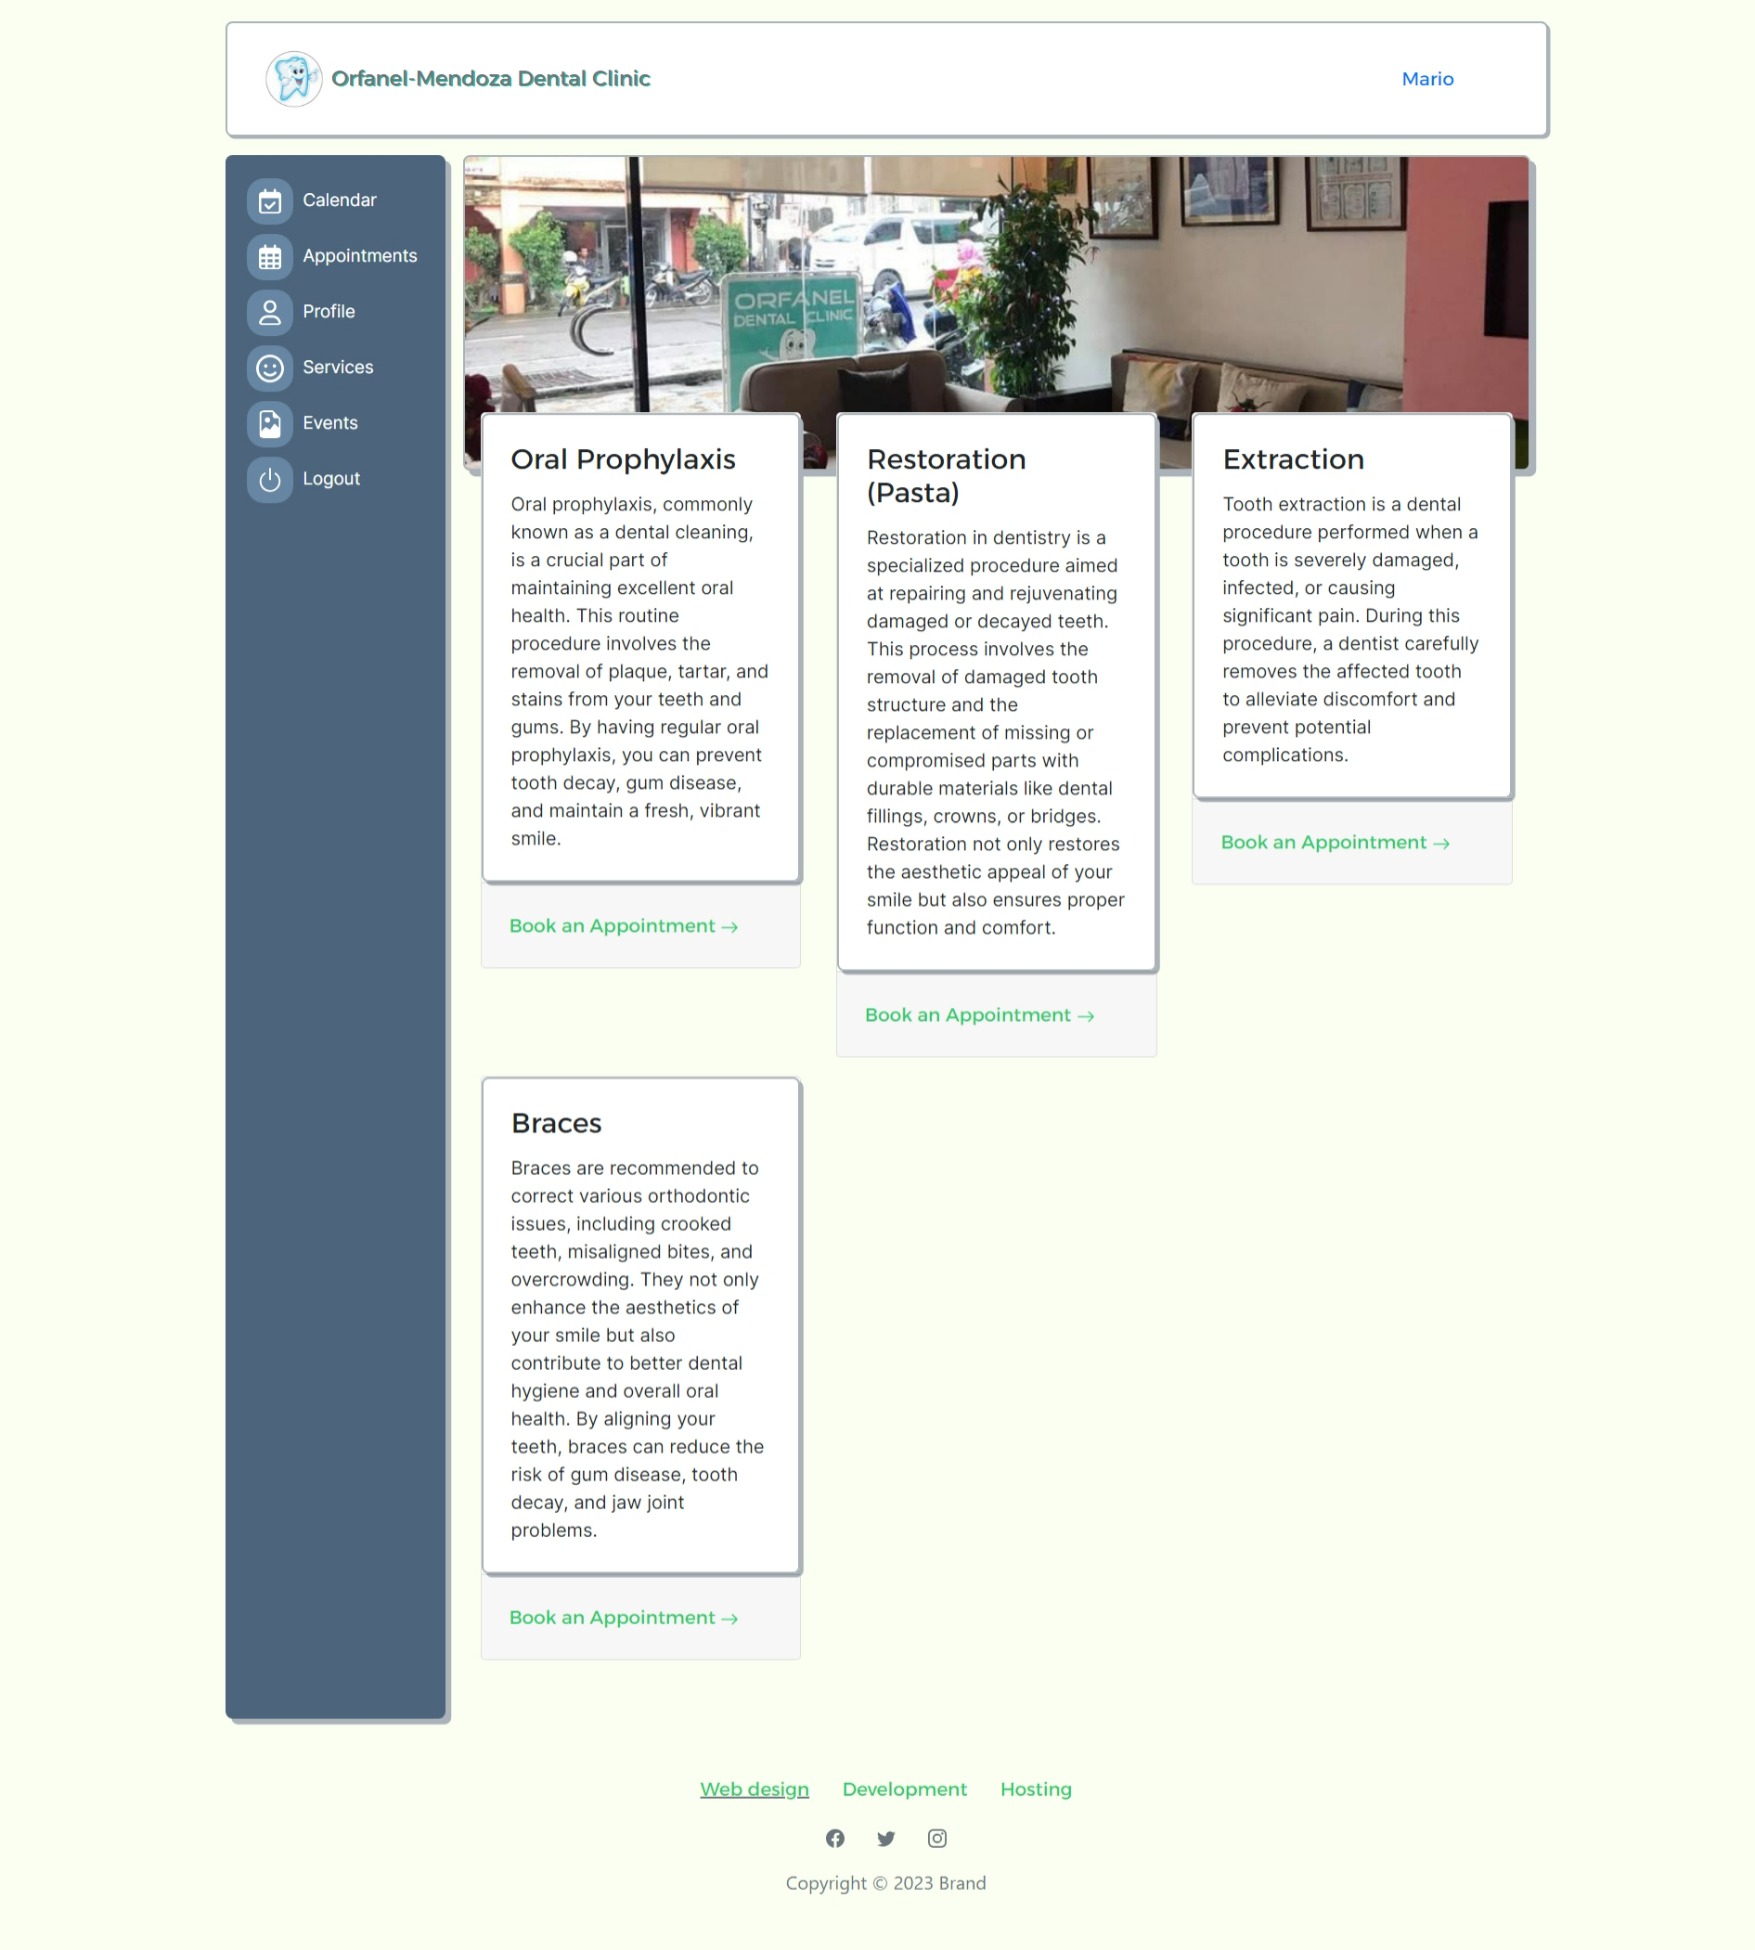 Orfanel-Mendoza Dental Clinic
Mario
Calendar
Appointments
Profile
Services
Events
Logout
ORFANEL
DENTAL CLINIC
Oral Prophylaxis
Oral prophylaxis, commonly
known as a dental cleaning,
is a crucial part of
maintaining excellent oral
health. This routine
procedure involves the
removal of plaque, tartar, and
stains from your teeth and
gums. By having regular oral
prophylaxis, you can prevent
tooth decay, gum disease,
and maintain a fresh, vibrant
smile.
Book an Appointment →
Restoration
(Pasta)
Restoration in dentistry is a
specialized procedure aimed
at repairing and rejuvenating
damaged or decayed teeth.
This process involves the
removal of damaged tooth
structure and the
replacement of missing or
compromised parts with
durable materials like dental
fillings, crowns, or bridges.
Restoration not only restores
the aesthetic appeal of your
smile but also ensures proper
function and comfort.
Book an Appointment →
Extraction
Tooth extraction is a dental
procedure performed when a
tooth is severely damaged,
infected, or causing
significant pain. During this
procedure, a dentist carefully
removes the affected tooth
to alleviate discomfort and
prevent potential
complications.
Book an Appointment →
Braces
Braces are recommended to
correct various orthodontic
issues, including crooked
teeth, misaligned bites, and
overcrowding. They not only
enhance the aesthetics of
your smile but also
contribute to better dental
hygiene and overall oral
health. By aligning your
teeth, braces can reduce the
risk of gum disease, tooth
decay, and jaw joint
problems.
Book an Appointment →
Web design Development Hosting
Copyright © 2023 Brand